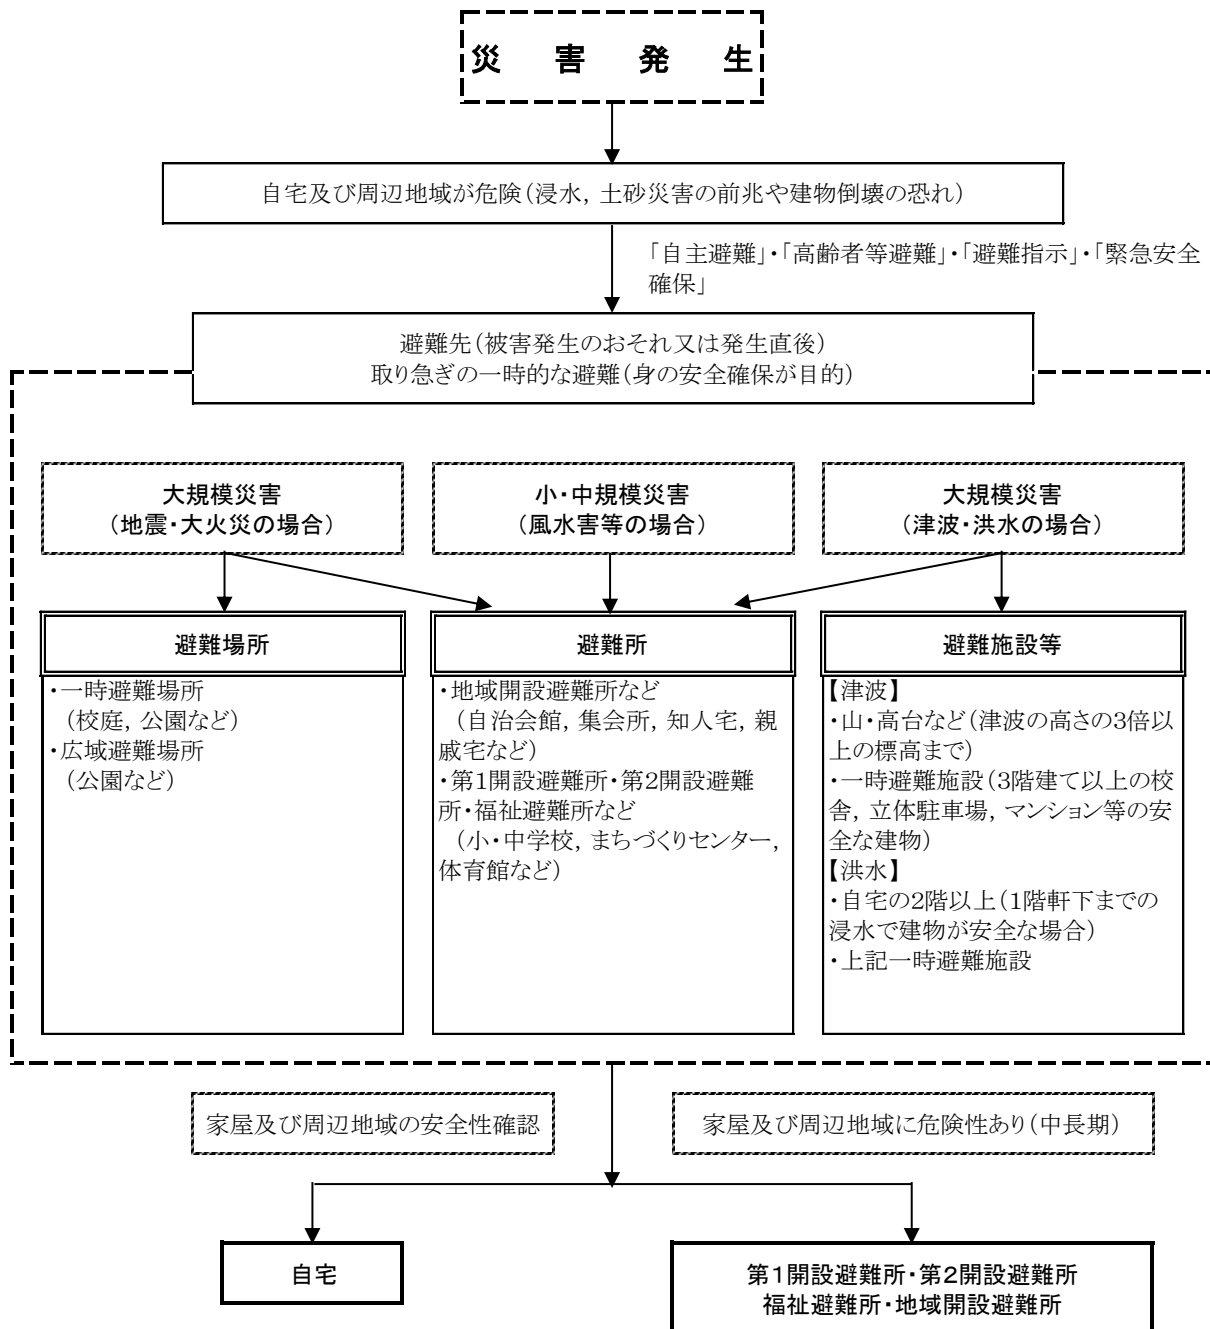 災　害　発　生
自宅及び周辺地域が危険（浸水，土砂災害の前兆や建物倒壊の恐れ）
「自主避難」・「高齢者等避難」・「避難指示」・「緊急安全
確保」
避難先（被害発生のおそれ又は発生直後）
取り急ぎの一時的な避難（身の安全確保が目的）
大規模災害
（地震・大火災の場合）
小・中規模災害
（風水害等の場合）
大規模災害
（津波・洪水の場合）
避難場所
・一時避難場所
（校庭，公園など）
・広域避難場所
（公園など）
避難所
・地域開設避難所など
（自治会館，集会所，知人宅，親
戚宅など）
・第1開設避難所・第2開設避難
所・福祉避難所など
（小・中学校，まちづくりセンター，
体育館など）
避難施設等
【津波】
・山・高台など（津波の高さの3倍以
上の標高まで）
・一時避難施設（3階建て以上の校
舎，立体駐車場，マンション等の安
全な建物）
【洪水】
・自宅の2階以上（1階軒下までの
浸水で建物が安全な場合）
・上記一時避難施設
家屋及び周辺地域の安全性確認
家屋及び周辺地域に危険性あり（中長期）
自宅
第1開設避難所・第2開設避難所
福祉避難所・地域開設避難所